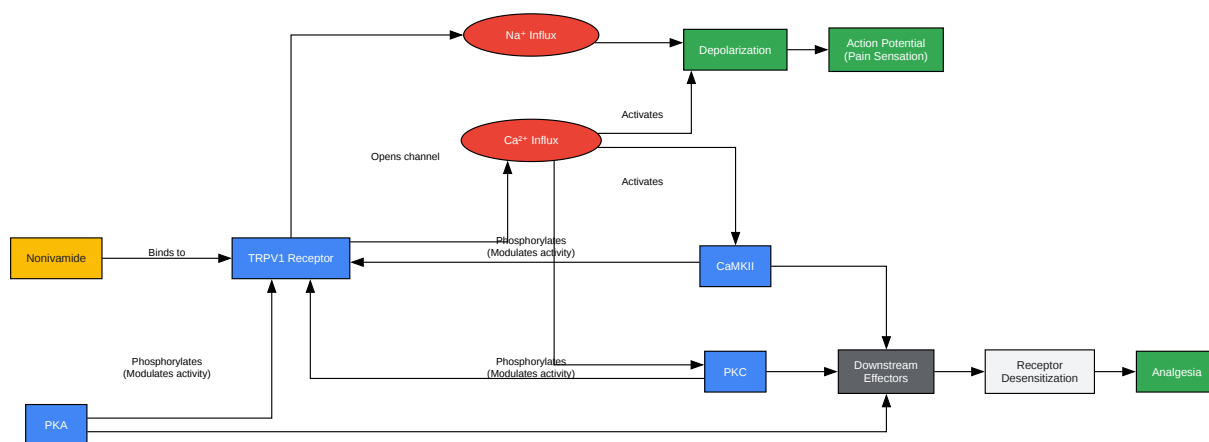 Na⁺ Influx
Depolarization
Action Potential
(Pain Sensation)
Activates
Ca²⁺ Influx
Opens channel
Activates
Nonivamide
Binds to
TRPV1 Receptor
Phosphorylates
(Modulates activity)
CaMKII
Phosphorylates
(Modulates activity)
Phosphorylates
(Modulates activity)
PKC
Downstream
Effectors
Receptor
Desensitization
Analgesia
PKA